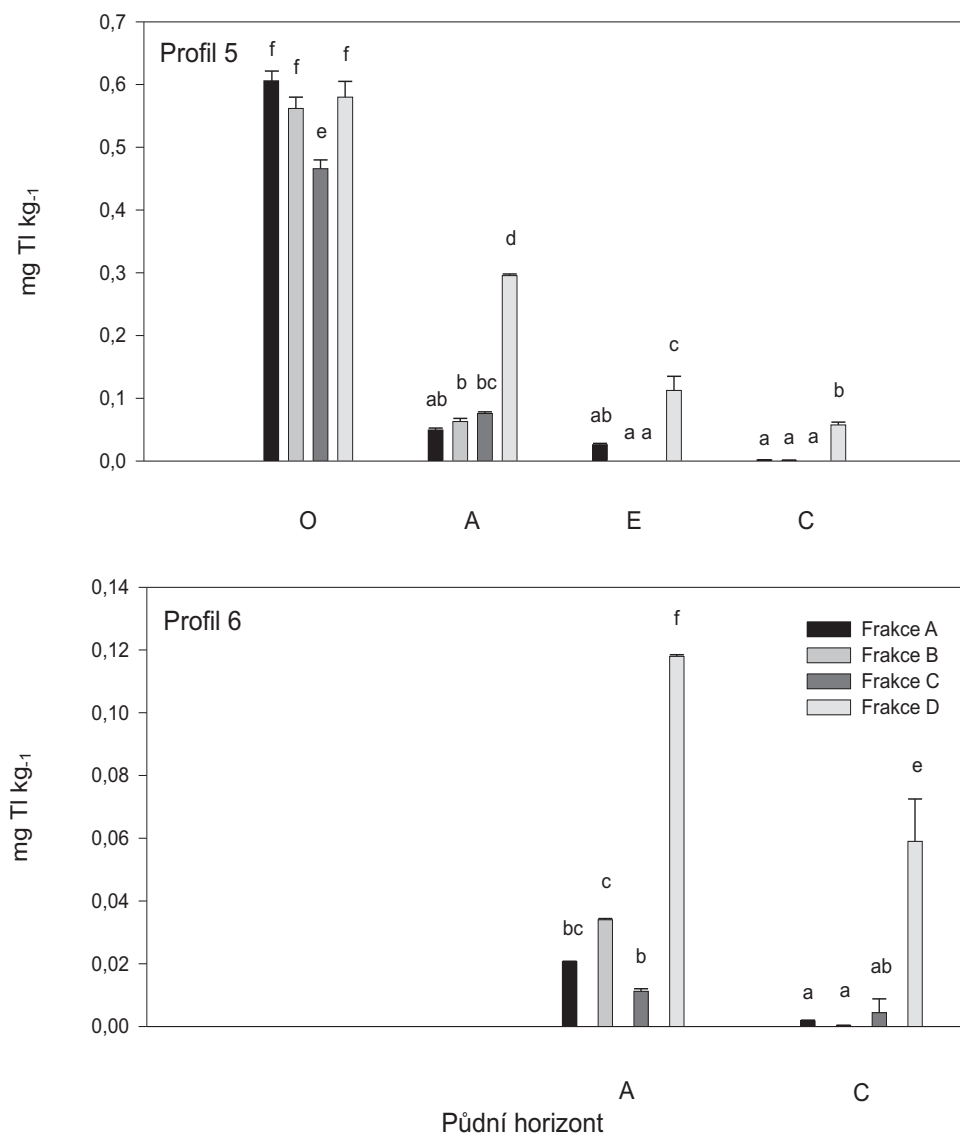 0,7
Profil 5
f
f
f
0,6
e
0,5
mg Tl kg-1
0,4
d
0,3
0,2
c
ab b bc
ab
b
0,1
a a
a a a
0,0
O A E C
0,14
Profil 6
f
Frakce A
Frakce B
Frakce C
Frakce D
0,12
0,10
e
0,08
mg Tl kg-1
0,06
c
0,04
bc
b
ab
0,02
a a
0,00
A C
Půdní horizont